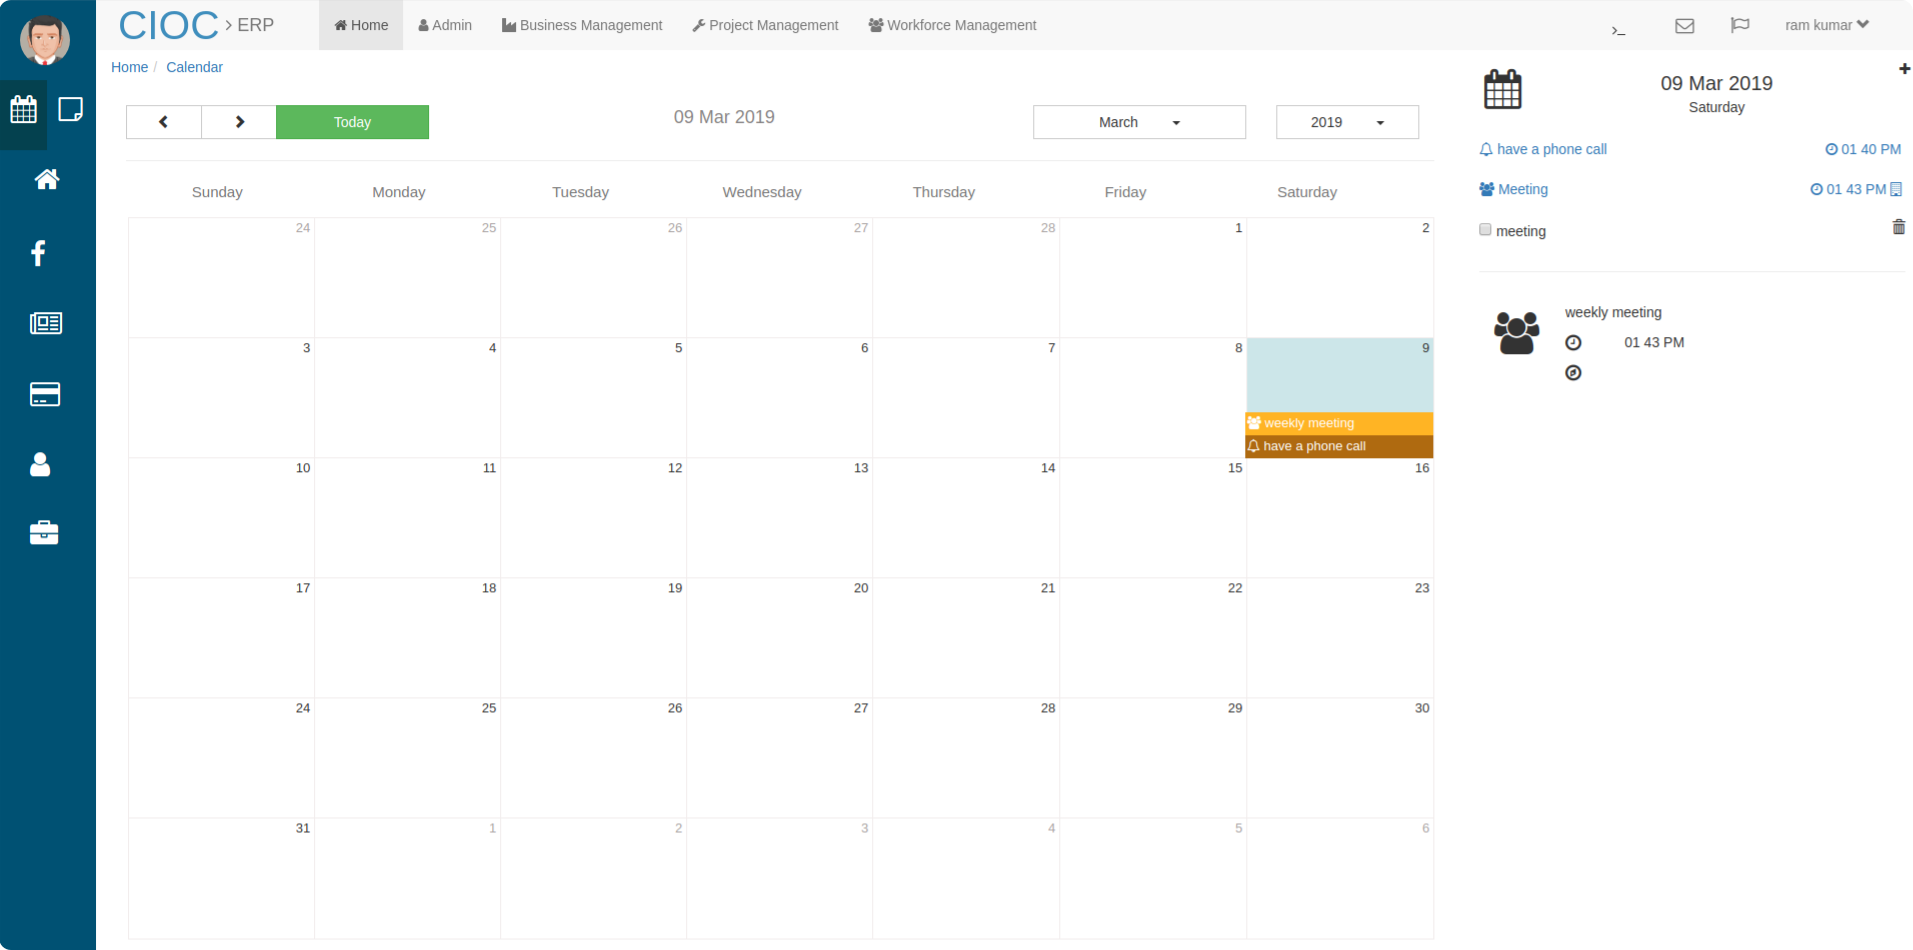 CIOC > ERP
Home Admin Business Management Project Management Workforce Management
>_ ram kumar
Home / Calendar
Today 09 Mar 2019 March 2019
Sunday Monday Tuesday Wednesday Thursday Friday Saturday
24 25 26 27 28 1 2
3 4 5 6 7 8 9
weekly meeting
have a phone call
10 11 12 13 14 15 16
17 18 19 20 21 22 23
24 25 26 27 28 29 30
31 1 2 3 4 5 6
09 Mar 2019
Saturday
have a phone call 01 40 PM
Meeting 01 43 PM
meeting
weekly meeting
01 43 PM